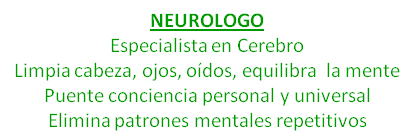 NEUROLOGO
Especialista en Cerebro
Limpia cabeza, ojos, oídos, equilibra la mente
Puente conciencia personal y universal
Elimina patrones mentales repetitivos